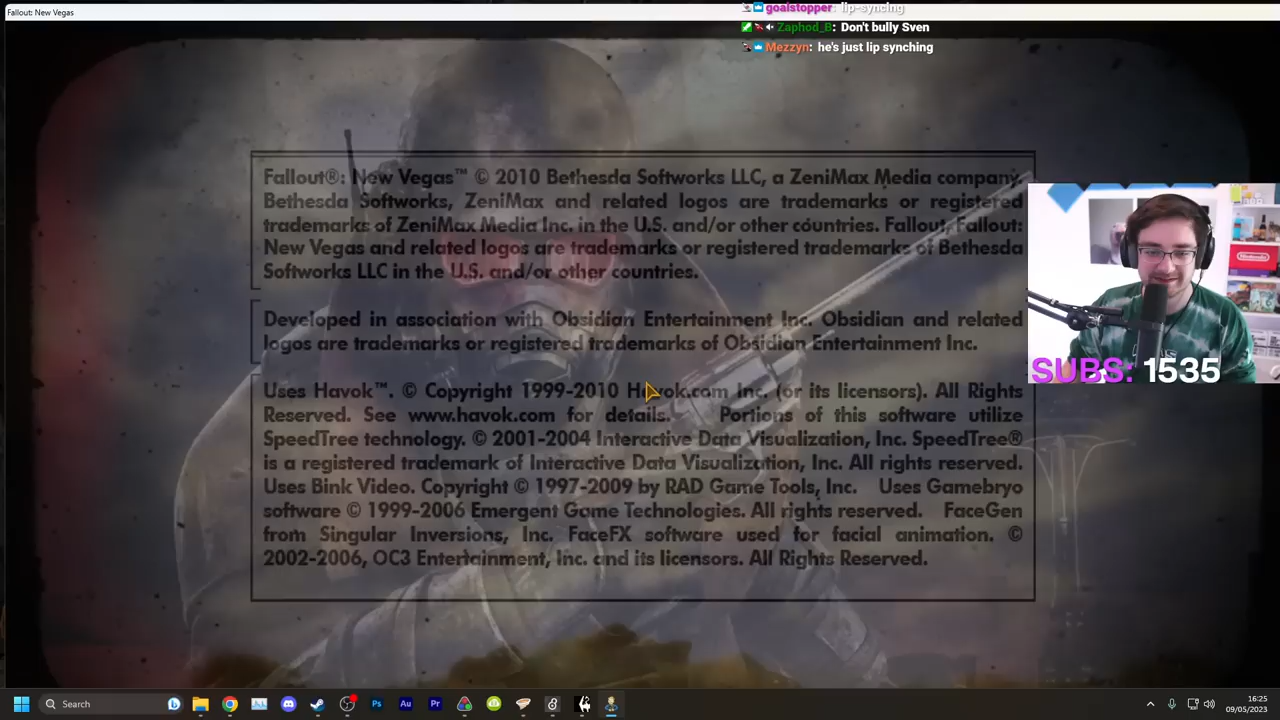 Fallout: New Vegas
goalstopper: lip-syncing
Zaphod_B: Don't bully Sven
Mezzyn: he's just lip synching
Fallout®: New Vegas™ © 2010 Bethesda Softworks LLC, a ZeniMax Media company.
Bethesda Softworks, ZeniMax and related logos are trademarks or registered
trademarks of ZeniMax Media Inc. in the U.S. and/or other countries. Fallout, Fallout:
New Vegas and related logos are trademarks or registered trademarks of Bethesda
Softworks LLC in the U.S. and/or other countries.
Developed in association with Obsidian Entertainment Inc. Obsidian and related
logos are trademarks or registered trademarks of Obsidian Entertainment Inc.
Uses Havok™. © Copyright 1999-2010 Havok.com Inc. (or its licensors). All Rights
Reserved. See www.havok.com for details. Portions of this software utilize
SpeedTree technology. © 2001-2004 Interactive Data Visualization, Inc. SpeedTree®
is a registered trademark of Interactive Data Visualization, Inc. All rights reserved.
Uses Bink Video. Copyright © 1997-2009 by RAD Game Tools, Inc. Uses Gamebryo
software © 1999-2006 Emergent Game Technologies. All rights reserved. FaceGen
from Singular Inversions, Inc. FaceFX software used for facial animation. ©
2002-2006, OC3 Entertainment, Inc. and its licensors. All Rights Reserved.
Nintendo
SUBS: 1535
Search
Ps
Au
Pr
16:25
09/05/2023